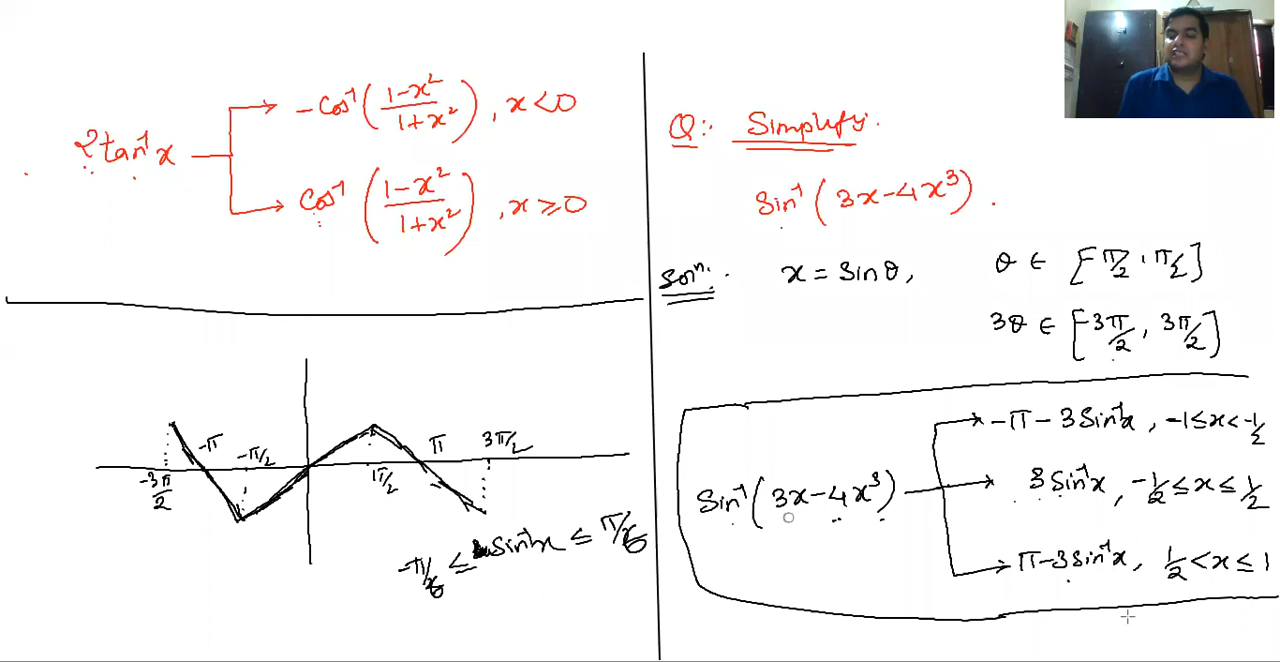 2tan⁻¹x
-Cos⁻¹((1-x²)/(1+x²)), x<0
Cos⁻¹((1-x²)/(1+x²)), x≥0
Q:- Simplify.
Sin⁻¹(3x-4x³).
Solⁿ. x = Sinθ, θ ∈ [-π/2, π/2]
3θ ∈ [-3π/2, 3π/2]
-3π/2 -π -π/2 π/2 π 3π/2
-π/6 ≤ Sin⁻¹x ≤ π/6
Sin⁻¹(3x-4x³)
-π-3Sin⁻¹x, -1≤x<-1/2
3Sin⁻¹x, -1/2≤x≤1/2
π-3Sin⁻¹x, 1/2<x≤1